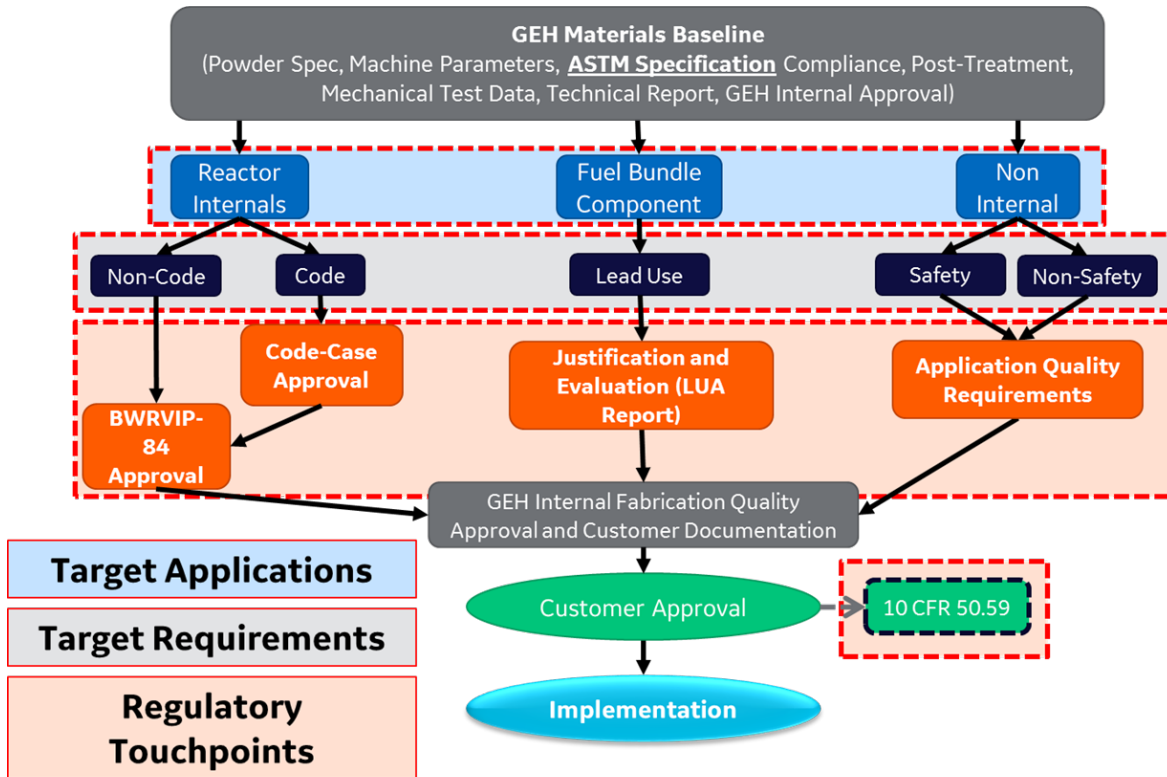 GEH Materials Baseline
(Powder Spec, Machine Parameters, ASTM Specification Compliance, Post-Treatment,
Mechanical Test Data, Technical Report, GEH Internal Approval)
Reactor
Internals
Fuel Bundle
Component
Non
Internal
Non-Code
Code
Lead Use
Safety
Non-Safety
Code-Case
Approval
BWRVIP-
84
Approval
Justification and
Evaluation (LUA
Report)
Application Quality
Requirements
GEH Internal Fabrication Quality
Approval and Customer Documentation
Customer Approval
10 CFR 50.59
Implementation
Target Applications
Target Requirements
Regulatory
Touchpoints